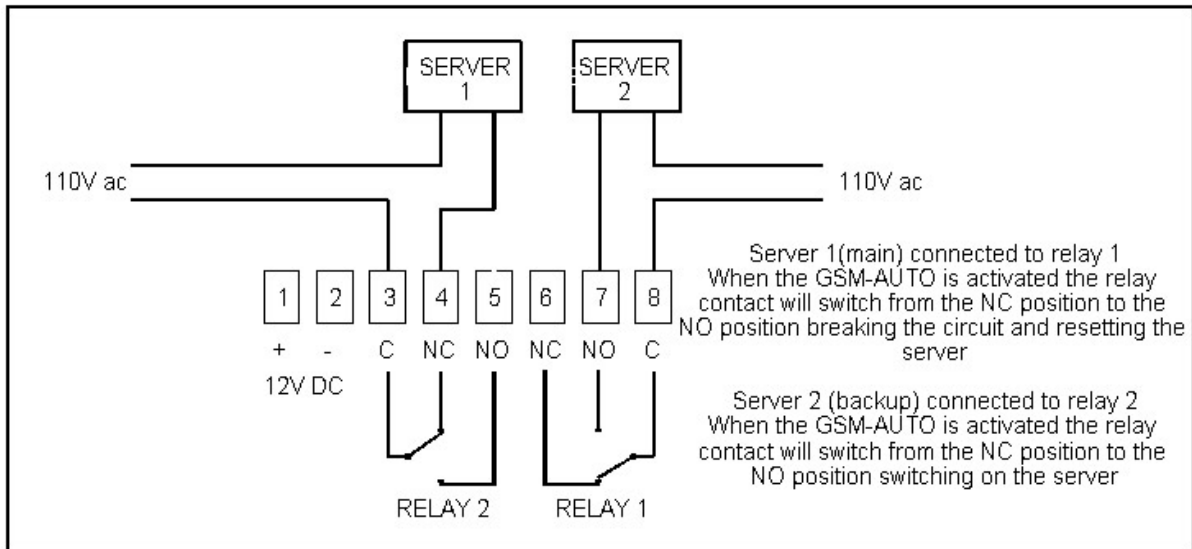 SERVER
1
SERVER
2
110V ac
110V ac
1
2
3
4
5
6
7
8
+
-
C
NC
NO
NC
NO
C
12V DC
RELAY 2
RELAY 1
Server 1(main) connected to relay 1
When the GSM-AUTO is activated the relay
contact will switch from the NC position to the
NO position breaking the circuit and resetting the
server
Server 2 (backup) connected to relay 2
When the GSM-AUTO is activated the relay
contact will switch from the NC position to the
NO position switching on the server